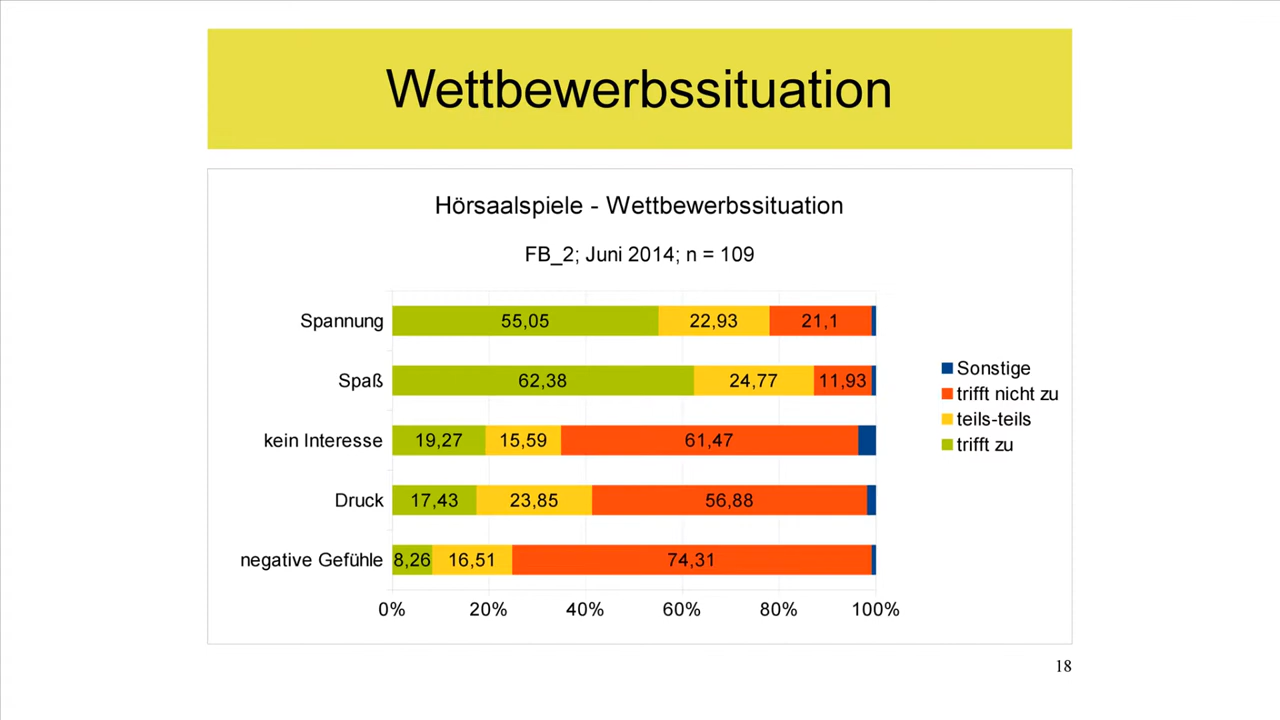 Wettbewerbssituation
Hörsaalspiele - Wettbewerbssituation
FB_2; Juni 2014; n = 109
Spannung 55,05 22,93 21,1
Spaß 62,38 24,77 11,93
kein Interesse 19,27 15,59 61,47
Druck 17,43 23,85 56,88
negative Gefühle 8,26 16,51 74,31
0% 20% 40% 60% 80% 100%
Sonstige
trifft nicht zu
teils-teils
trifft zu
18